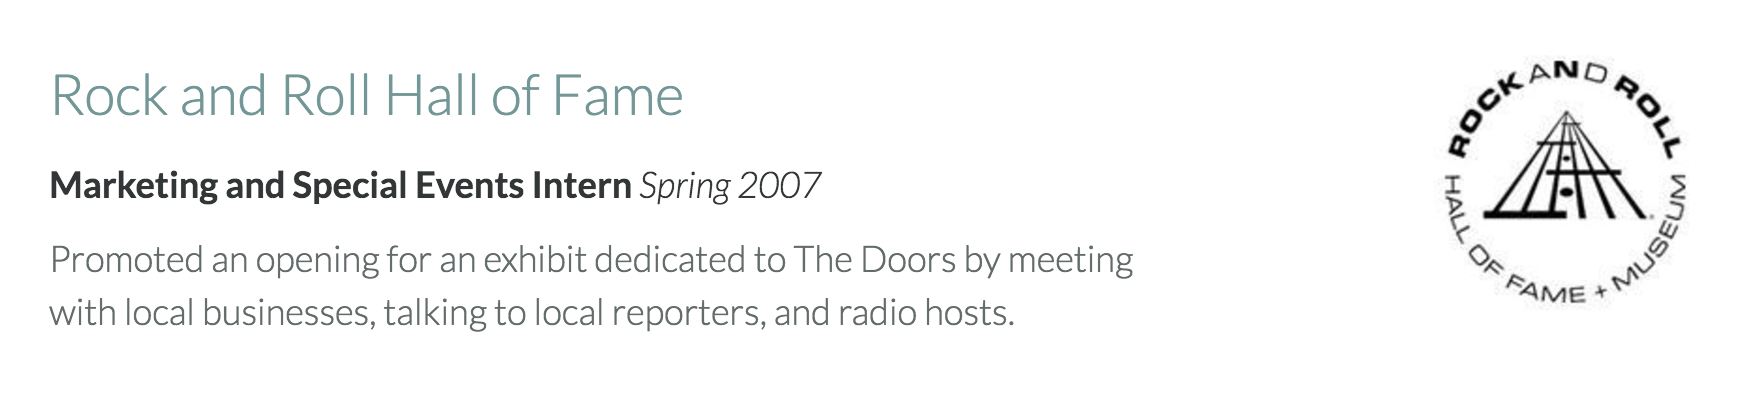 Rock and Roll Hall of Fame
Marketing and Special Events Intern Spring 2007
Promoted an opening for an exhibit dedicated to The Doors by meeting
with local businesses, talking to local reporters, and radio hosts.
ROCK AND ROLL
HALL OF FAME + MUSEUM